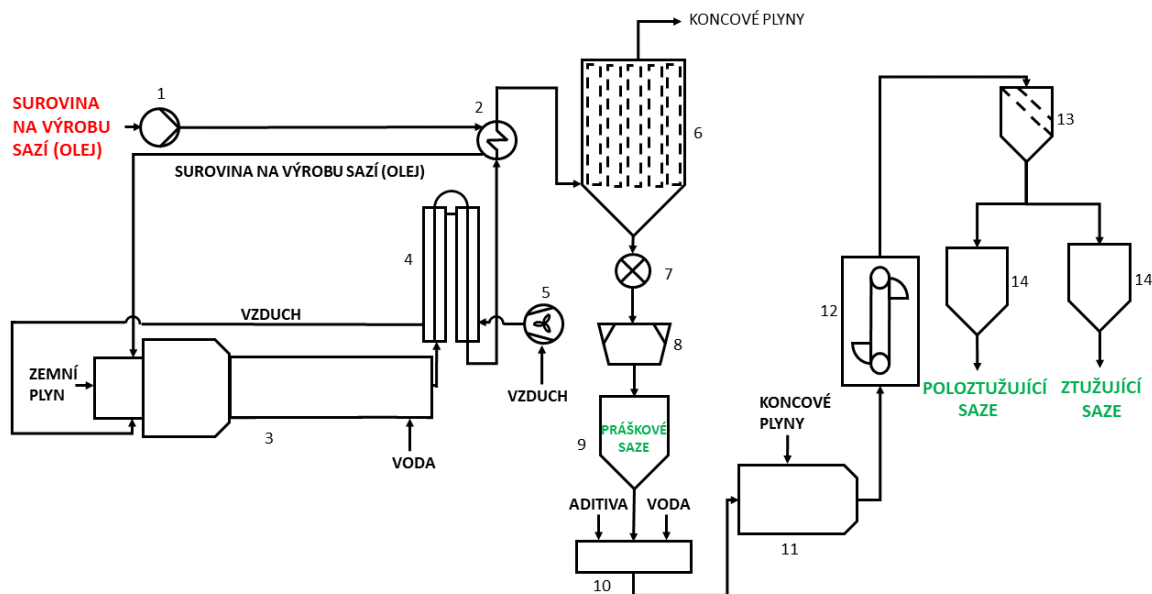 KONCOVÉ PLYNY
1
2
SUROVINA
NA VÝROBU
SAZÍ (OLEJ)
SUROVINA NA VÝROBU SAZÍ (OLEJ)
6
13
4
5
7
VZDUCH
12
14
14
8
ZEMNÍ
PLYN
VZDUCH
POLOZTUŽUJÍCÍ
SAZE
ZTUŽUJÍCÍ
SAZE
KONCOVÉ
PLYNY
3
VODA
9
PRÁŠKOVÉ
SAZE
ADITIVA
VODA
11
10